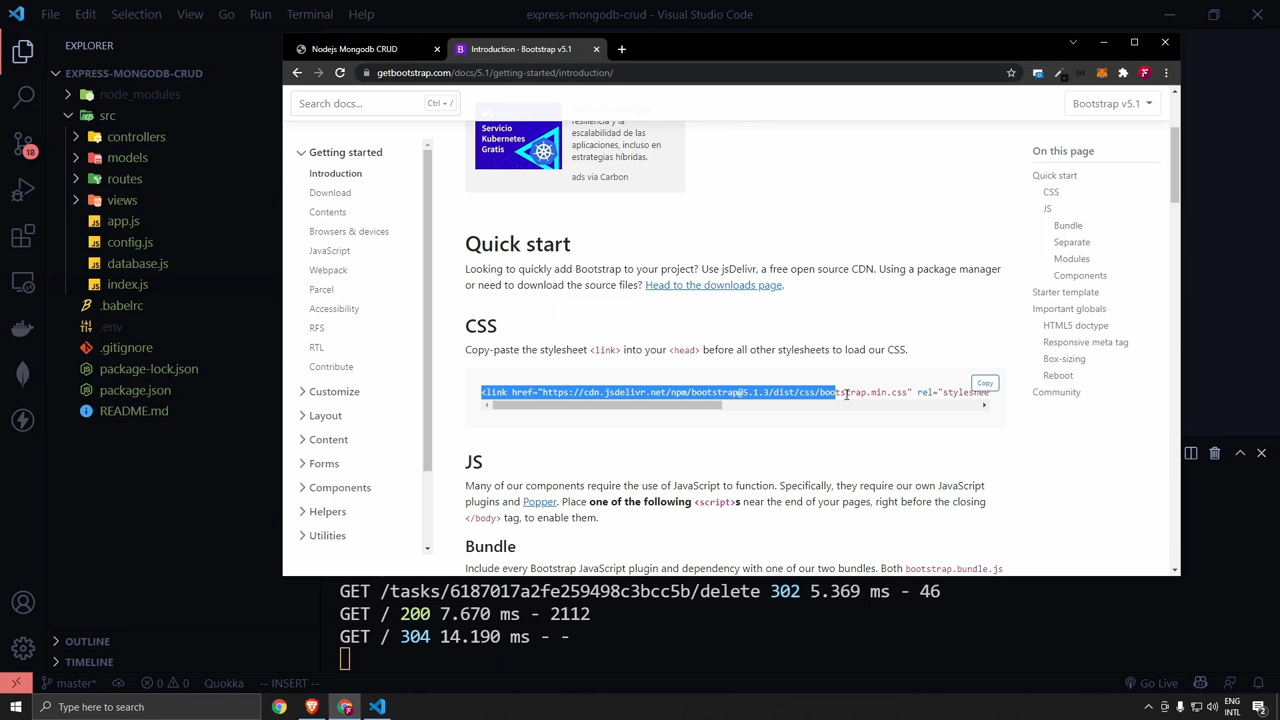 File Edit Selection View Go Run Terminal Help
express-mongodb-crud - Visual Studio Code
EXPLORER
EXPRESS-MONGODB-CRUD
node_modules
src
controllers
models
routes
views
app.js
config.js
database.js
index.js
.babelrc
.env
.gitignore
package-lock.json
package.json
README.md
18
OUTLINE
TIMELINE
Nodejs Mongodb CRUD
Introduction · Bootstrap v5.1
getbootstrap.com/docs/5.1/getting-started/introduction/
Search docs...
Ctrl + /
Bootstrap v5.1
Getting started
Introduction
Download
Contents
Browsers & devices
JavaScript
Webpack
Parcel
Accessibility
RFS
RTL
Contribute
Customize
Layout
Content
Forms
Components
Helpers
Utilities
Servicio
Kubernetes
Gratis
resiliencia y la
escalabilidad de las
aplicaciones, incluso en
estrategias híbridas.
ads via Carbon
Quick start
Looking to quickly add Bootstrap to your project? Use jsDelivr, a free open source CDN. Using a package manager
or need to download the source files? Head to the downloads page.
CSS
Copy-paste the stylesheet <link> into your <head> before all other stylesheets to load our CSS.
Copy
<link href="https://cdn.jsdelivr.net/npm/bootstrap@5.1.3/dist/css/bootstrap.min.css" rel="styleshee
JS
Many of our components require the use of JavaScript to function. Specifically, they require our own JavaScript
plugins and Popper. Place one of the following <script>s near the end of your pages, right before the closing
</body> tag, to enable them.
Bundle
Include every Bootstrap JavaScript plugin and dependency with one of our two bundles. Both bootstrap.bundle.js
On this page
Quick start
CSS
JS
Bundle
Separate
Modules
Components
Starter template
Important globals
HTML5 doctype
Responsive meta tag
Box-sizing
Reboot
Community
GET /tasks/6187017a2fe259498c3bcc5b/delete 302 5.369 ms - 46
GET / 200 7.670 ms - 2112
GET / 304 14.190 ms - -
master* 0 0 Quokka -- INSERT -- Go Live
Type here to search
ENG
INTL
2